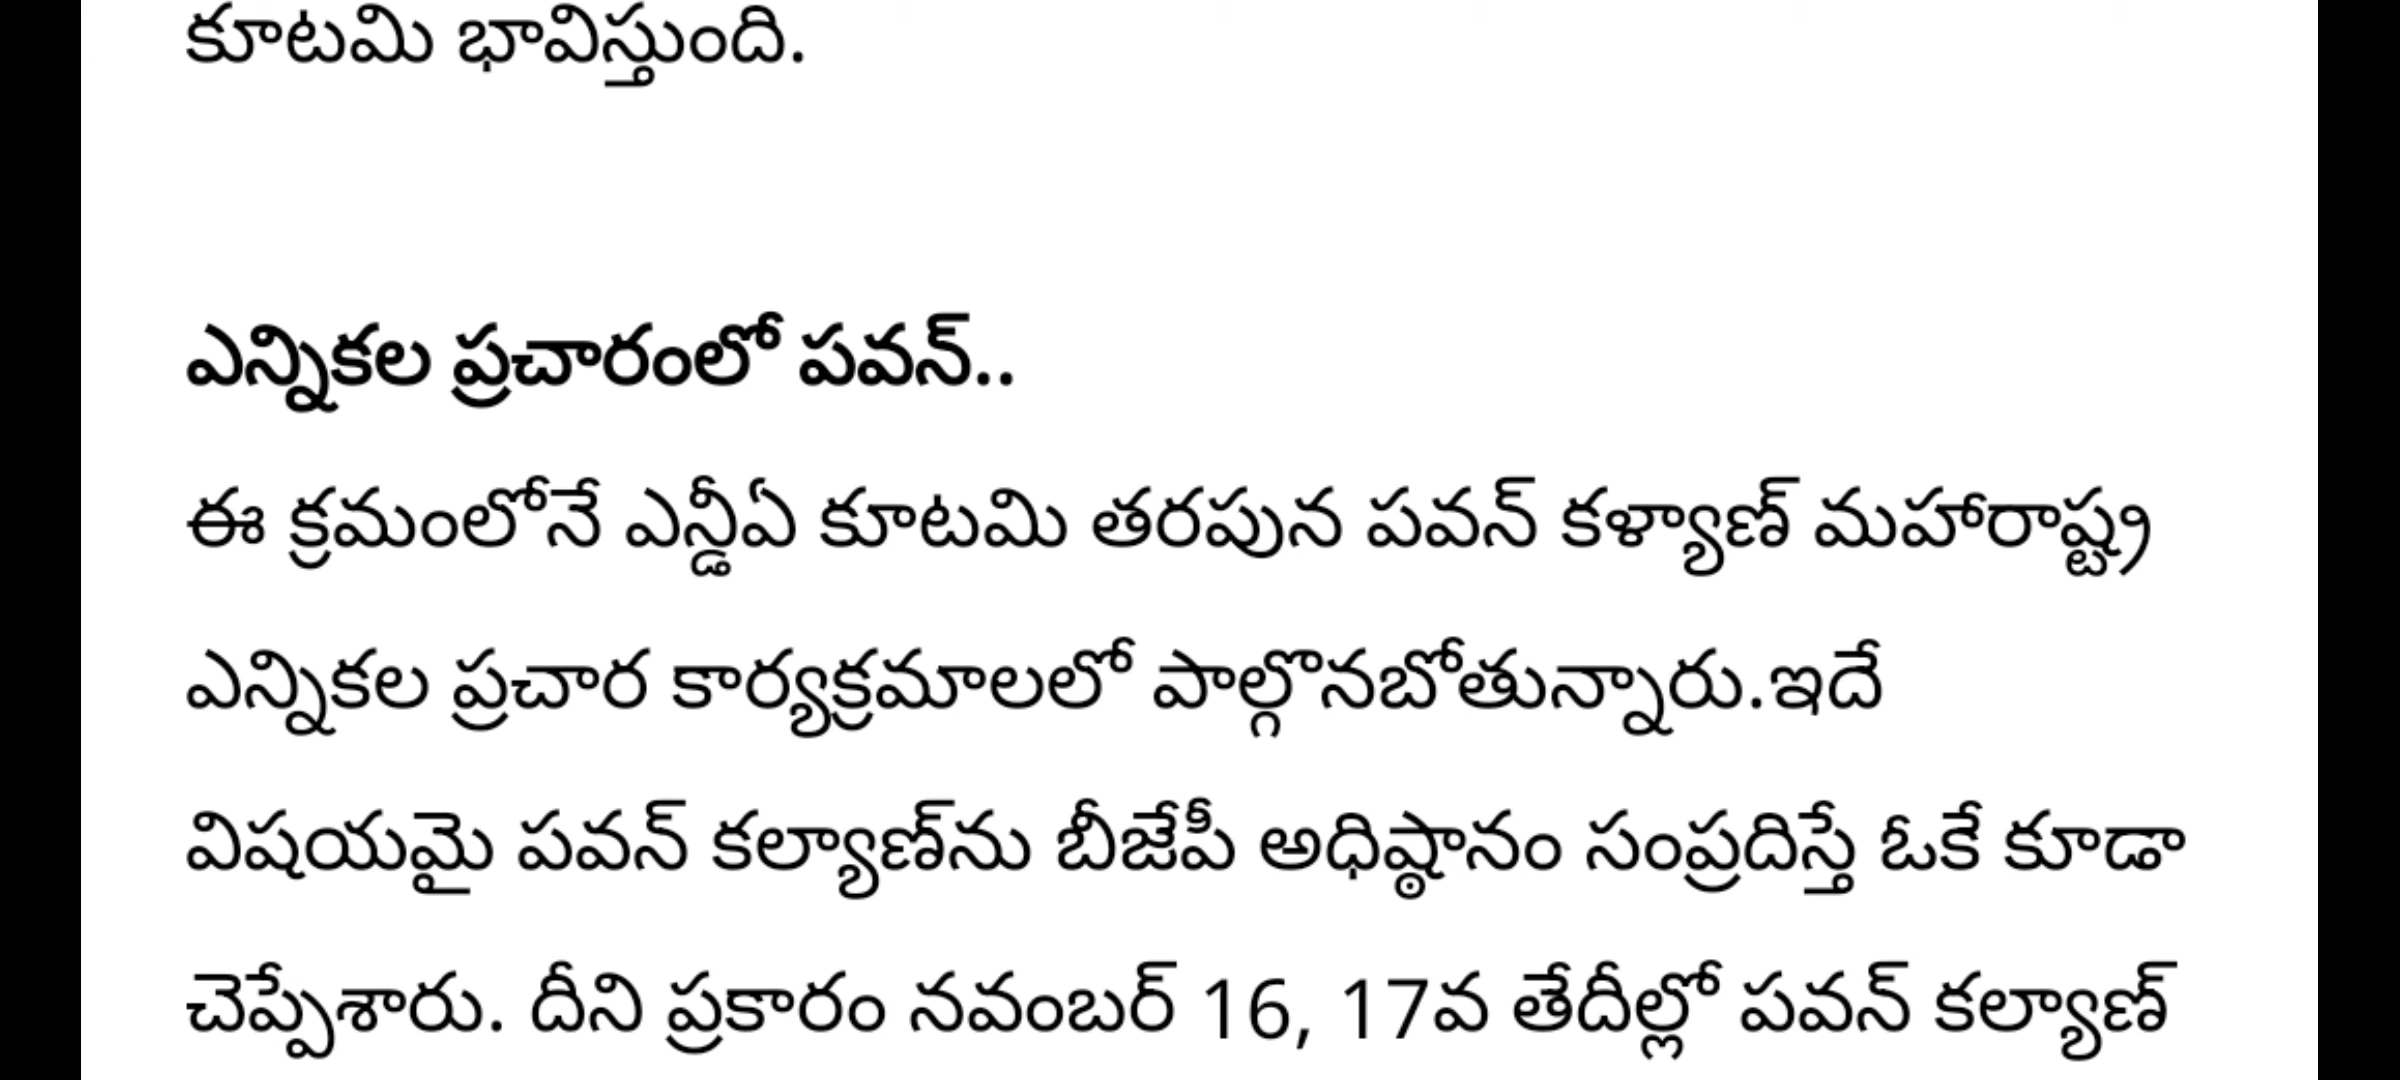 కూటమి భావిస్తుంది.
ఎన్నికల ప్రచారంలో పవన్..
ఈ క్రమంలోనే ఎన్డీఏ కూటమి తరపున పవన్ కళ్యాణ్ మహారాష్ట్ర
ఎన్నికల ప్రచార కార్యక్రమాలలో పాల్గొనబోతున్నారు.ఇదే
విషయమై పవన్ కల్యాణ్‌ను బీజేపీ అధిష్ఠానం సంప్రదిస్తే ఓకే కూడా
చెప్పేశారు. దీని ప్రకారం నవంబర్ 16, 17వ తేదీల్లో పవన్ కల్యాణ్